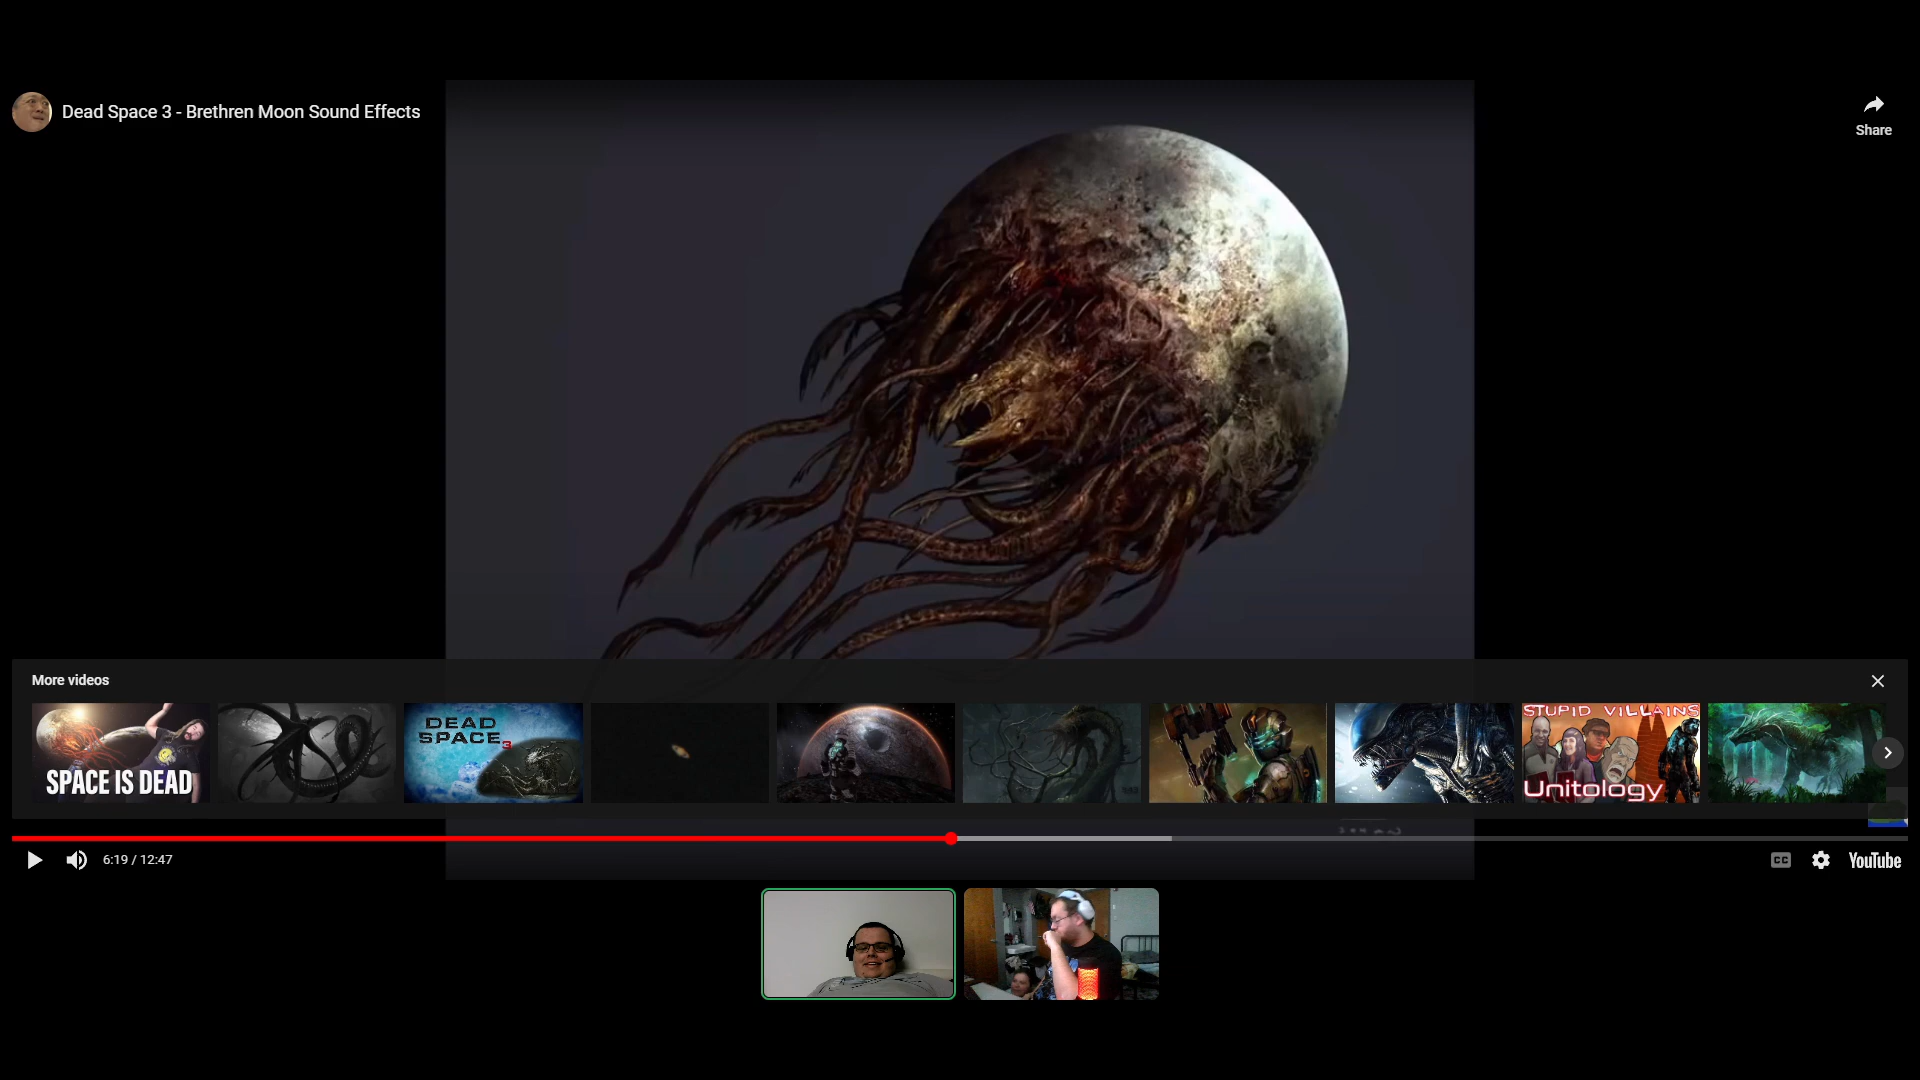 Dead Space 3 - Brethren Moon Sound Effects
Share
More videos
SPACE IS DEAD
DEAD
SPACE 3
STUPID VILLAINS
Unitology
6:19 / 12:47
CC
YouTube